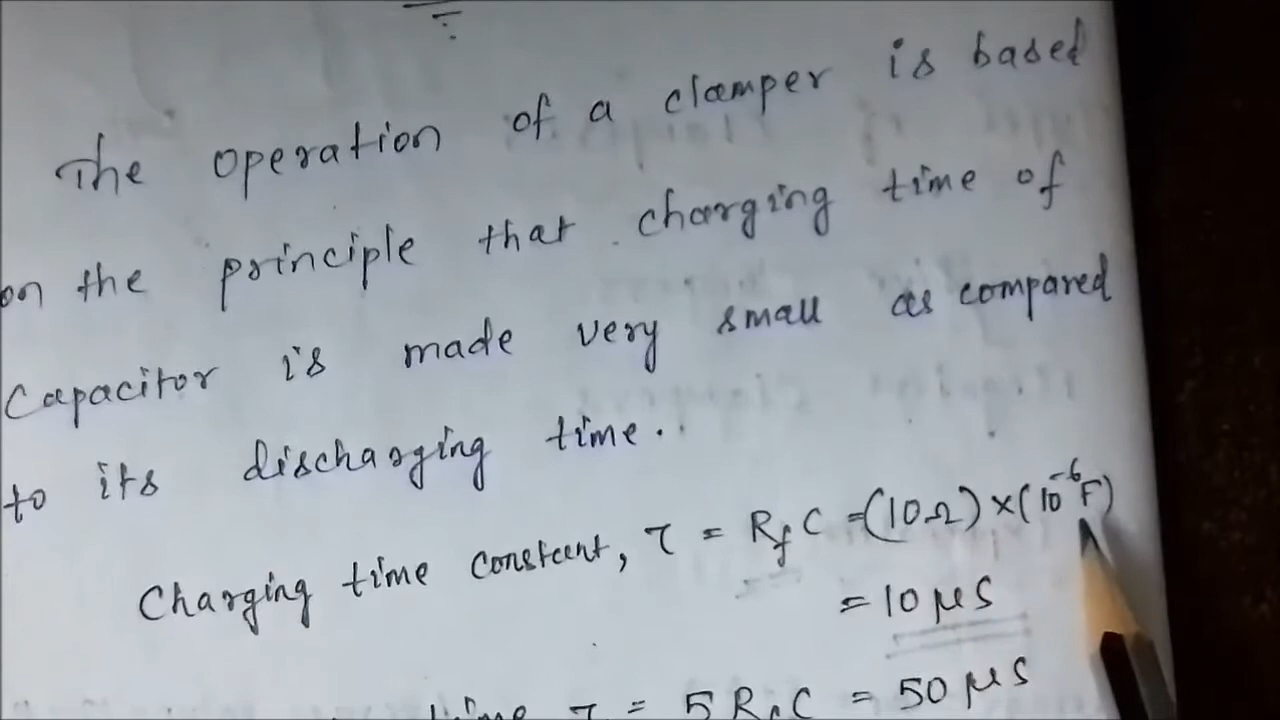 The operation of a clamper is based
on the principle that charging time of
Capacitor is made very small as compared
to its discharging time.
Charging time constant, τ = R_f C = (10Ω) × (10⁻⁶F)
= 10 μs
τ = 5 R_f C = 50 μs